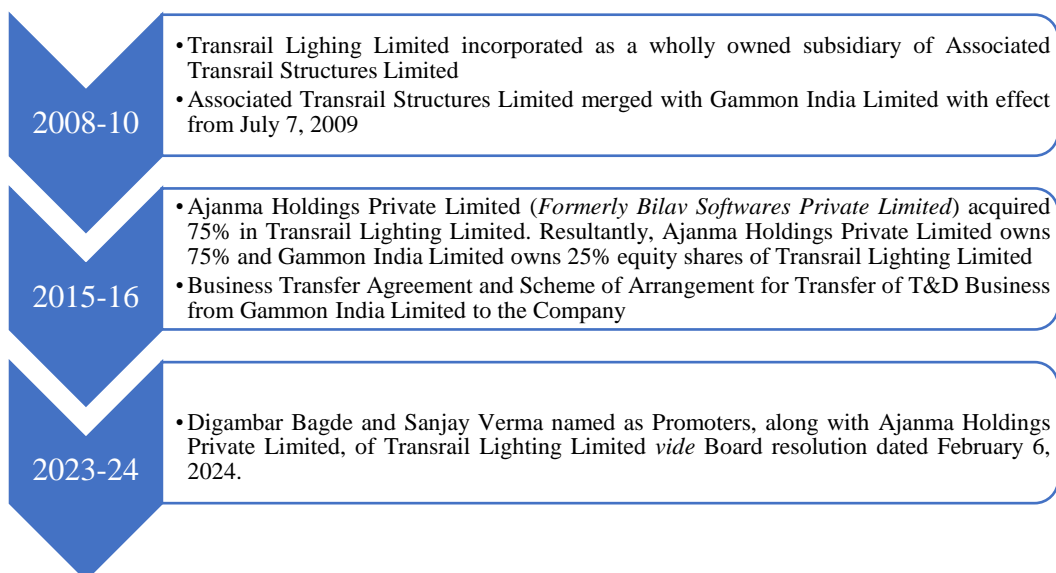 2008-10
•Transrail Lighing Limited incorporated as a wholly owned subsidiary of Associated
Transrail Structures Limited
•Associated Transrail Structures Limited merged with Gammon India Limited with effect
from July 7, 2009
2015-16
•Ajanma Holdings Private Limited (Formerly Bilav Softwares Private Limited) acquired
75% in Transrail Lighting Limited. Resultantly, Ajanma Holdings Private Limited owns
75% and Gammon India Limited owns 25% equity shares of Transrail Lighting Limited
•Business Transfer Agreement and Scheme of Arrangement for Transfer of T&D Business
from Gammon India Limited to the Company
2023-24
•Digambar Bagde and Sanjay Verma named as Promoters, along with Ajanma Holdings
Private Limited, of Transrail Lighting Limited vide Board resolution dated February 6,
2024.